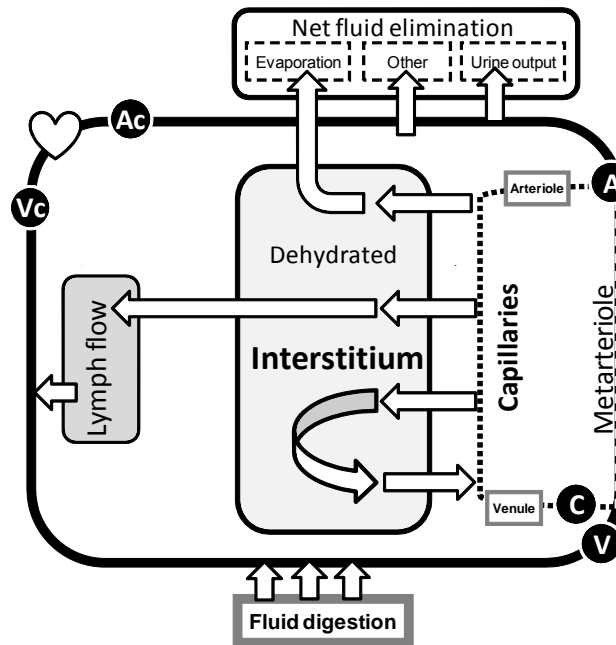 Net fluid elimination
Evaporation
Other
Urine output
Ac
Vc
A
Arteriole
Dehydrated
Lymph flow
Interstitium
Capillaries
Metarteriole
Venule
C
V
Fluid digestion